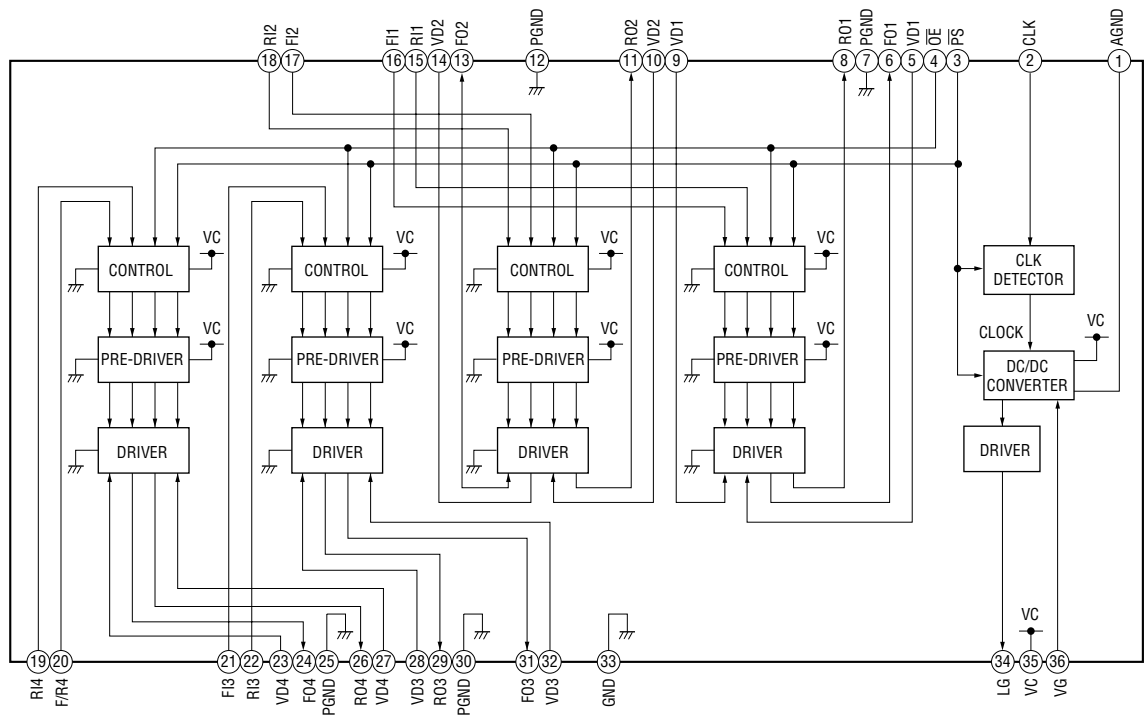 RI2
FI2
FI1
RI1
VD2
FO2
PGND
RO2
VD2
VD1
RO1
PGND
FO1
VD1
OE
PS
CLK
AGND
18 17 16 15 14 13 12 11 10 9 8 7 6 5 4 3 2 1
VC VC VC VC
CONTROL CONTROL CONTROL CONTROL
CLK
DETECTOR
VC VC VC VC
PRE-DRIVER PRE-DRIVER PRE-DRIVER PRE-DRIVER
CLOCK VC
DC/DC
CONVERTER
DRIVER DRIVER DRIVER DRIVER DRIVER
VC
19 20 21 22 23 24 25 26 27 28 29 30 31 32 33 34 35 36
RI4
F/R4
FI3
RI3
VD4
FO4
PGND
RO4
VD4
VD3
RO3
PGND
FO3
VD3
GND
LG
VC
VG